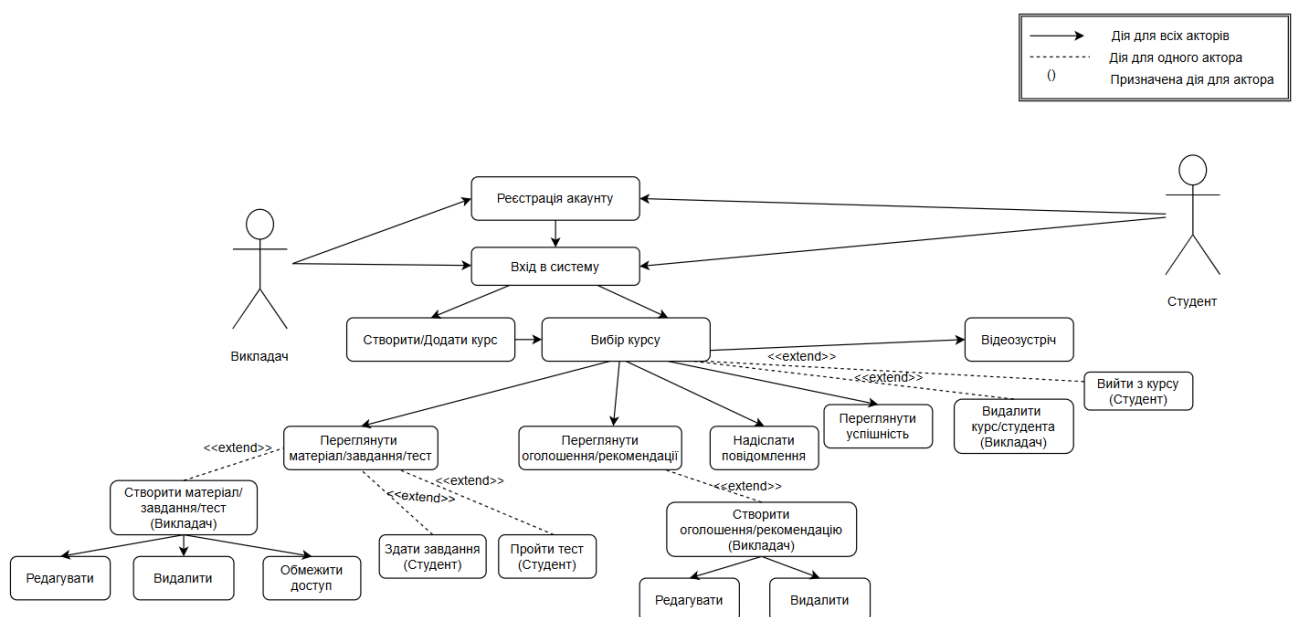 Дія для всіх акторів
Дія для одного актора
() Призначена дія для актора
Реєстрація акаунту
Вхід в систему
Студент
Викладач
Створити/Додати курс
Вибір курсу
Відеозустріч
<<extend>>
<<extend>>
Вийти з курсу
(Студент)
Переглянути
успішність
Видалити
курс/студента
(Викладач)
<<extend>>
Переглянути
матеріал/завдання/тест
Переглянути
оголошення/рекомендації
Надіслати
повідомлення
<<extend>>
<<extend>>
<<extend>>
Створити матеріал/
завдання/тест
(Викладач)
Створити
оголошення/рекомендацію
(Викладач)
Здати завдання
(Студент)
Пройти тест
(Студент)
Редагувати
Видалити
Обмежити
доступ
Редагувати
Видалити